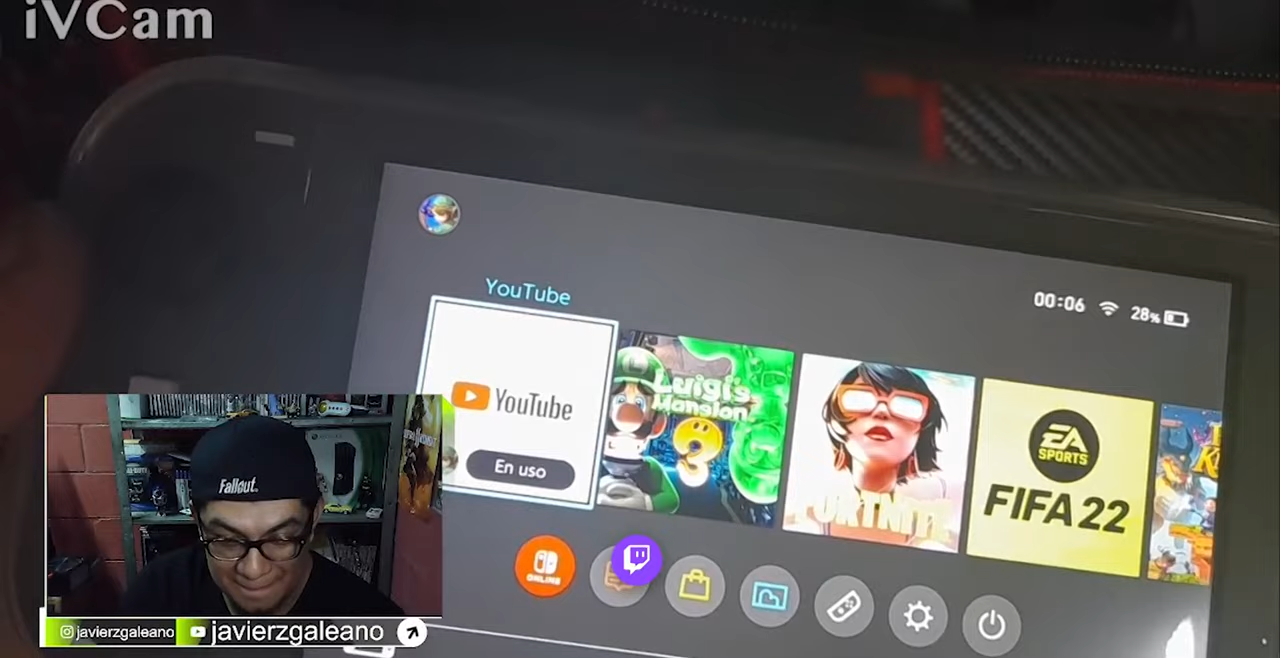 iVCam
YouTube
00:06 28%
YouTube
En uso
Luigi's
Mansion
3
FORTNITE
EA
SPORTS
FIFA 22
ONLINE
Fallout
javierzgaleano
javierzgaleano